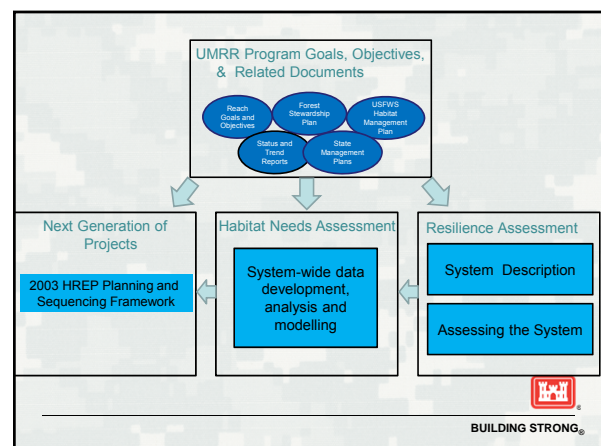 UMRR Program Goals, Objectives,
& Related Documents
Reach
Goals and
Objectives
Forest
Stewardship
Plan
USFWS
Habitat
Management
Plan
Status and
Trend
Reports
State
Management
Plans
Next Generation of
Projects
2003 HREP Planning and
Sequencing Framework
Habitat Needs Assessment
System-wide data
development,
analysis and
modelling
Resilience Assessment
System Description
Assessing the System
®
BUILDING STRONG®